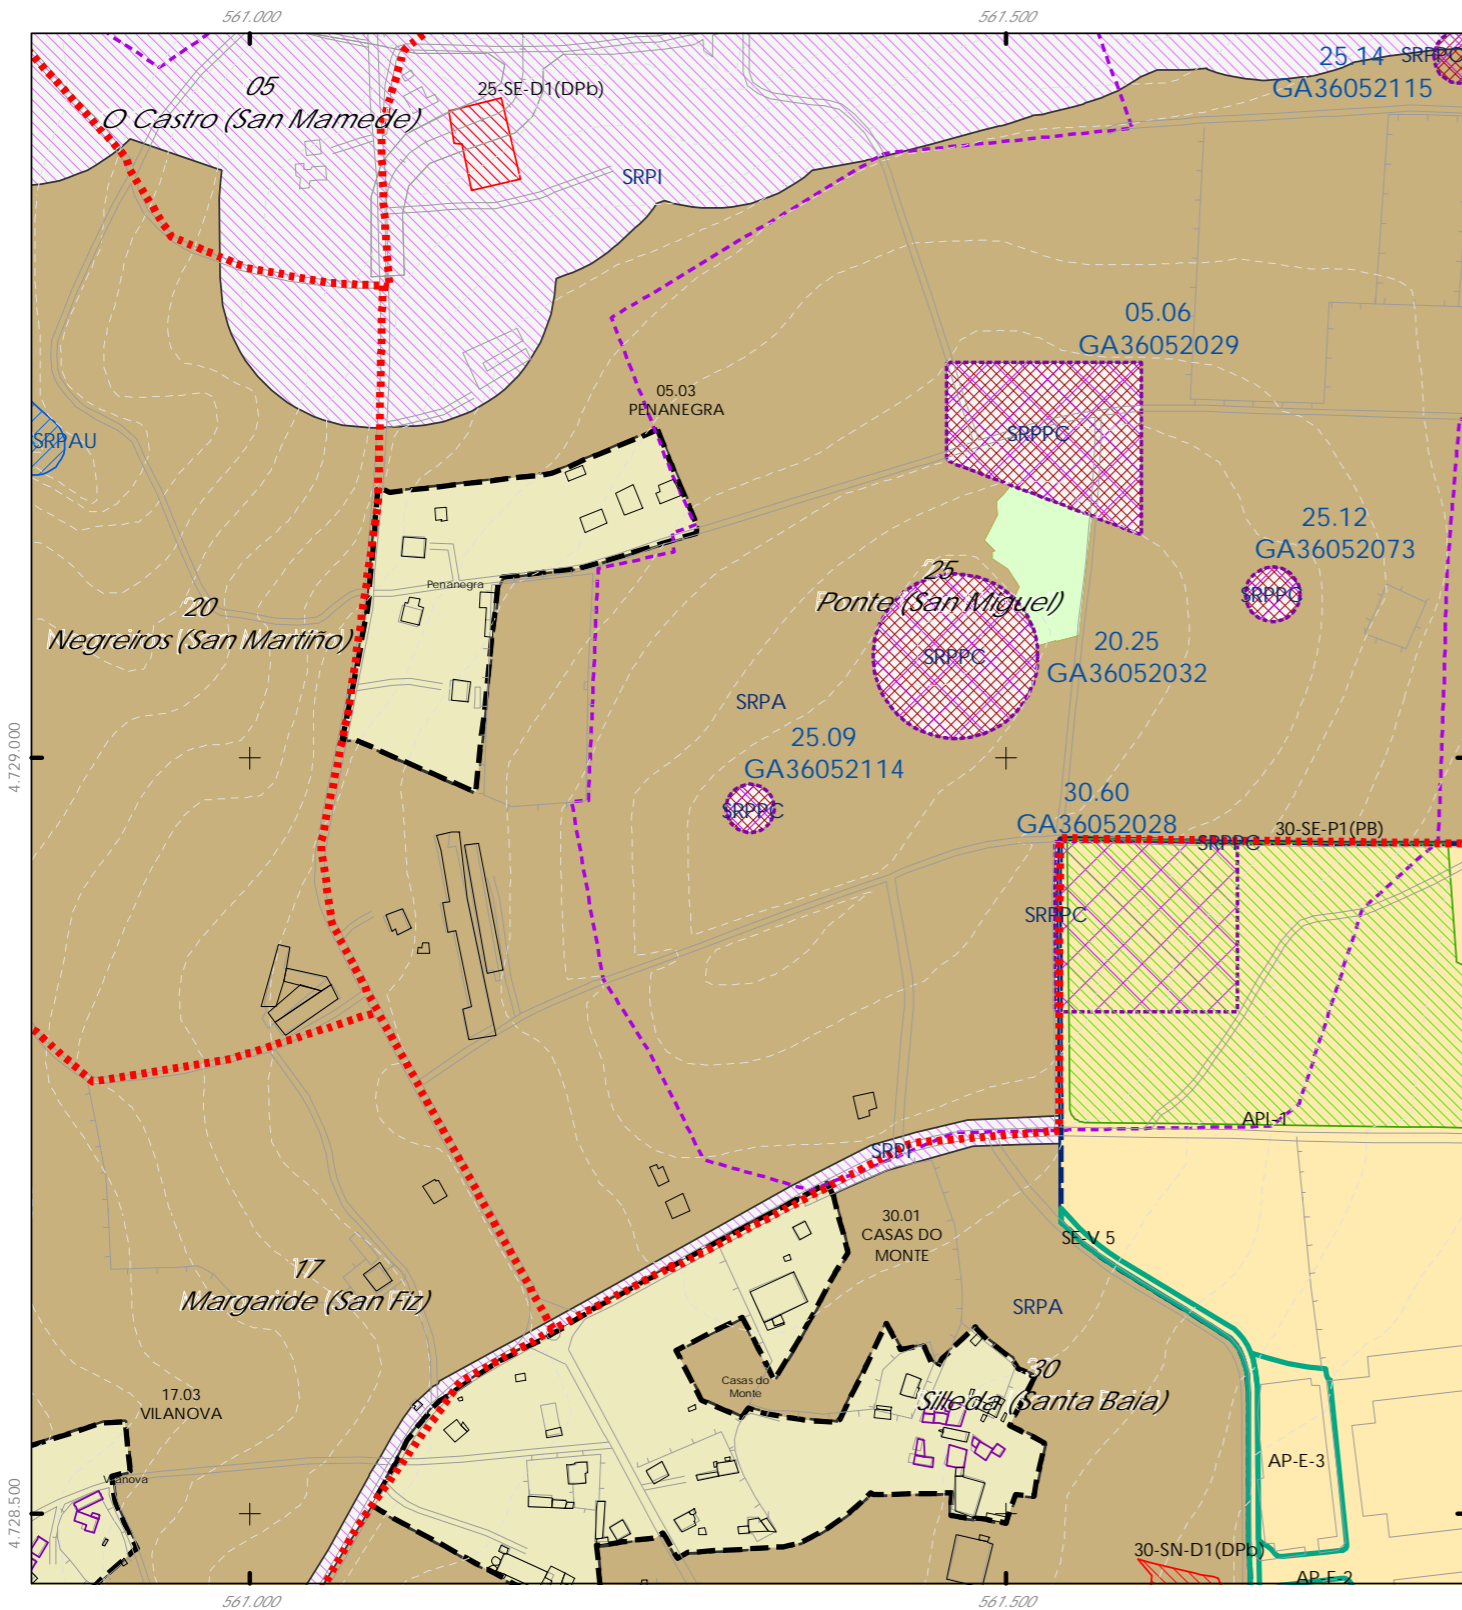 561.000
561.500
05
O Castro (San Mamede)
25-SE-D1(DPb)
25.14
SRPPC
GA36052115
SRPI
05.06
GA36052029
05.03
PENANEGRA
SRPPC
SRPAU
25.12
GA36052073
SRPPC
Penanegra
25
Ponte (San Miguel)
20
Negreiros (San Martiño)
20.25
GA36052032
SRPPC
SRPA
25.09
GA36052114
SRPPC
4.729.000
30.60
GA36052028
30-SE-P1(PB)
SRPPC
SRPPC
API-1
SRPI
30.01
CASAS DO
MONTE
SE-V 5
17
Margaride (San Fiz)
SRPA
30
Silleda (Santa Baia)
Casas do
Monte
17.03
VILANOVA
Vilanova
AP-E-3
4.728.500
30-SN-D1(DPb)
AP-E-2
561.000
561.500